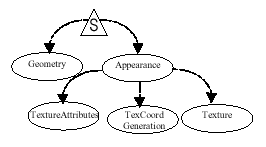 S
Geometry
Appearance
TextureAttributes
TexCoord
Generation
Texture